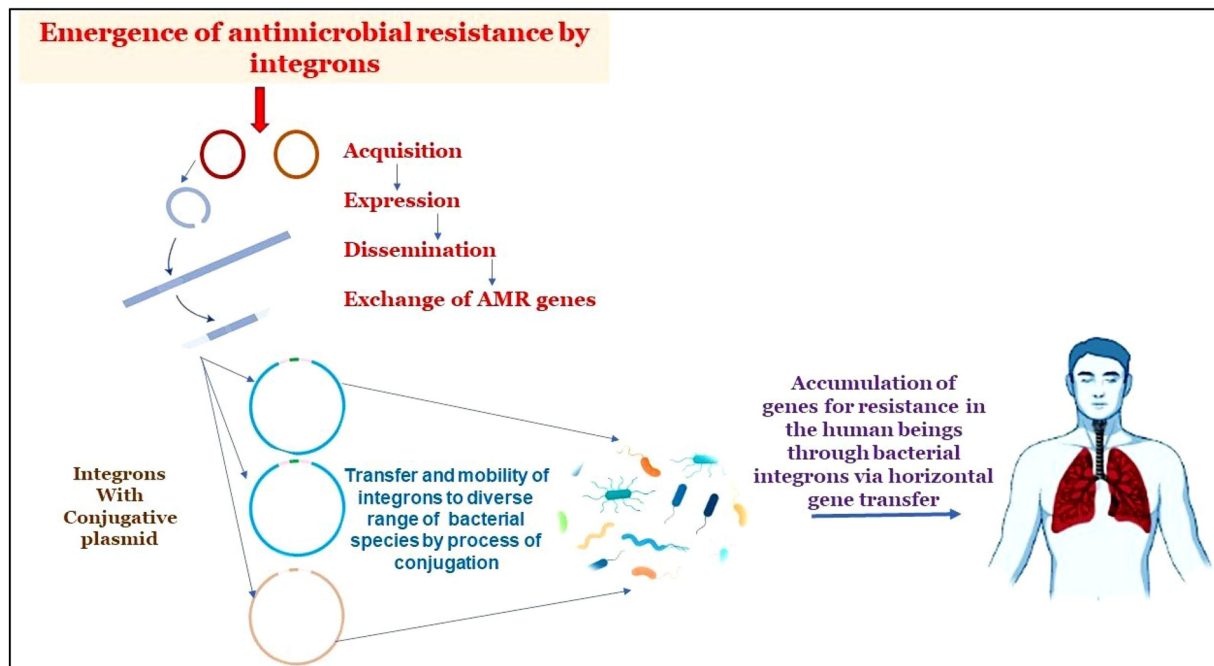 Emergence of antimicrobial resistance by
integrons
Acquisition
Expression
Dissemination
Exchange of AMR genes
Integrons
With
Conjugative
plasmid
Transfer and mobility of
integrons to diverse
range of bacterial
species by process of
conjugation
Accumulation of
genes for resistance in
the human beings
through bacterial
integrons via horizontal
gene transfer